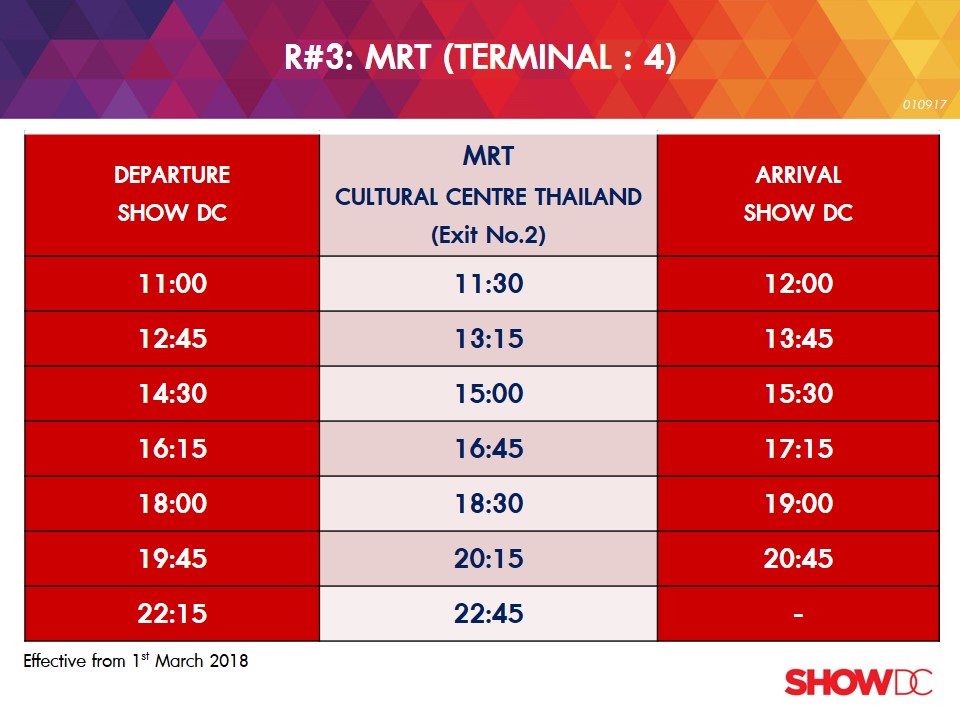 R#3: MRT (TERMINAL : 4)
010917
DEPARTURE
SHOW DC
MRT
CULTURAL CENTRE THAILAND
(Exit No.2)
ARRIVAL
SHOW DC
11:00 11:30 12:00
12:45 13:15 13:45
14:30 15:00 15:30
16:15 16:45 17:15
18:00 18:30 19:00
19:45 20:15 20:45
22:15 22:45 -
Effective from 1st March 2018
SHOWDC